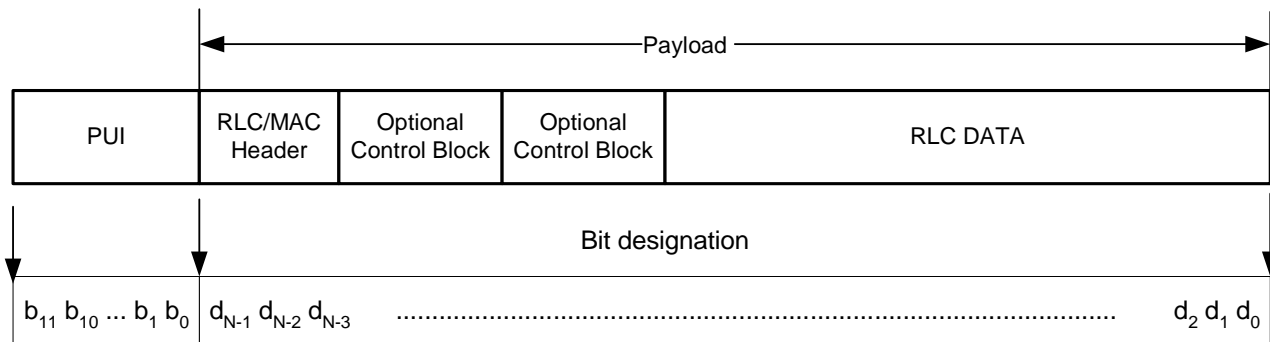 Payload
PUI
RLC/MAC
Header
Optional
Control Block
Optional
Control Block
RLC DATA
Bit designation
b11 b10 ... b1 b0 dN-1 dN-2 dN-3 ........................................................................................................ d2 d1 d0